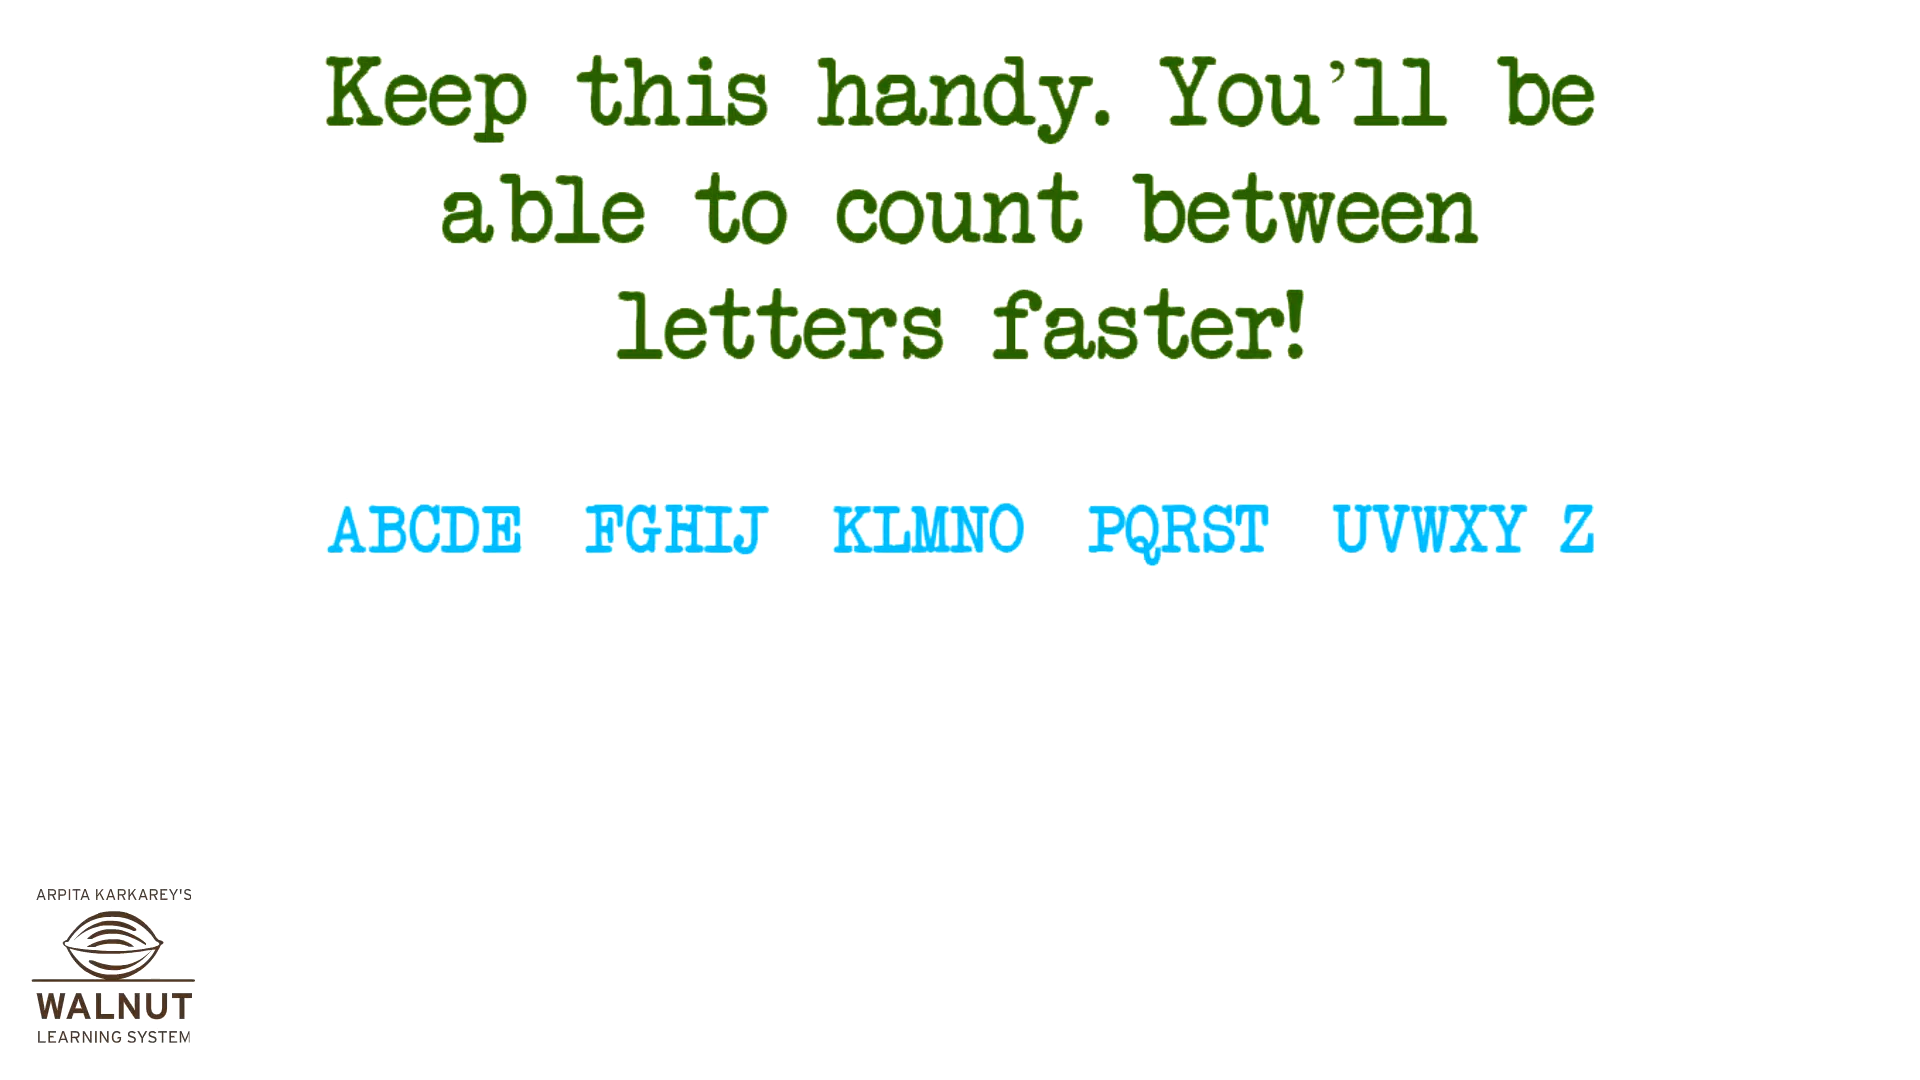 Keep this handy. You’ll be
able to count between
letters faster!
ABCDE FGHIJ KLMNO PQRST UVWXY Z
ARPITA KARKAREY'S
WALNUT
LEARNING SYSTEM